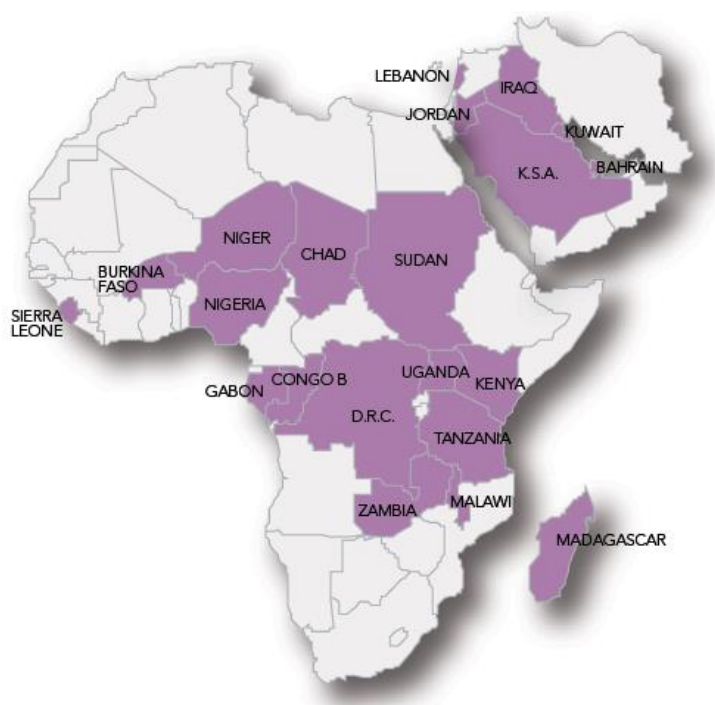 LEBANON
IRAQ
JORDAN
KUWAIT
BAHRAIN
K.S.A.
NIGER
CHAD
SUDAN
BURKINA
FASO
NIGERIA
SIERRA
LEONE
GABON
CONGO B
UGANDA
KENYA
D.R.C.
TANZANIA
ZAMBIA
MALAWI
MADAGASCAR